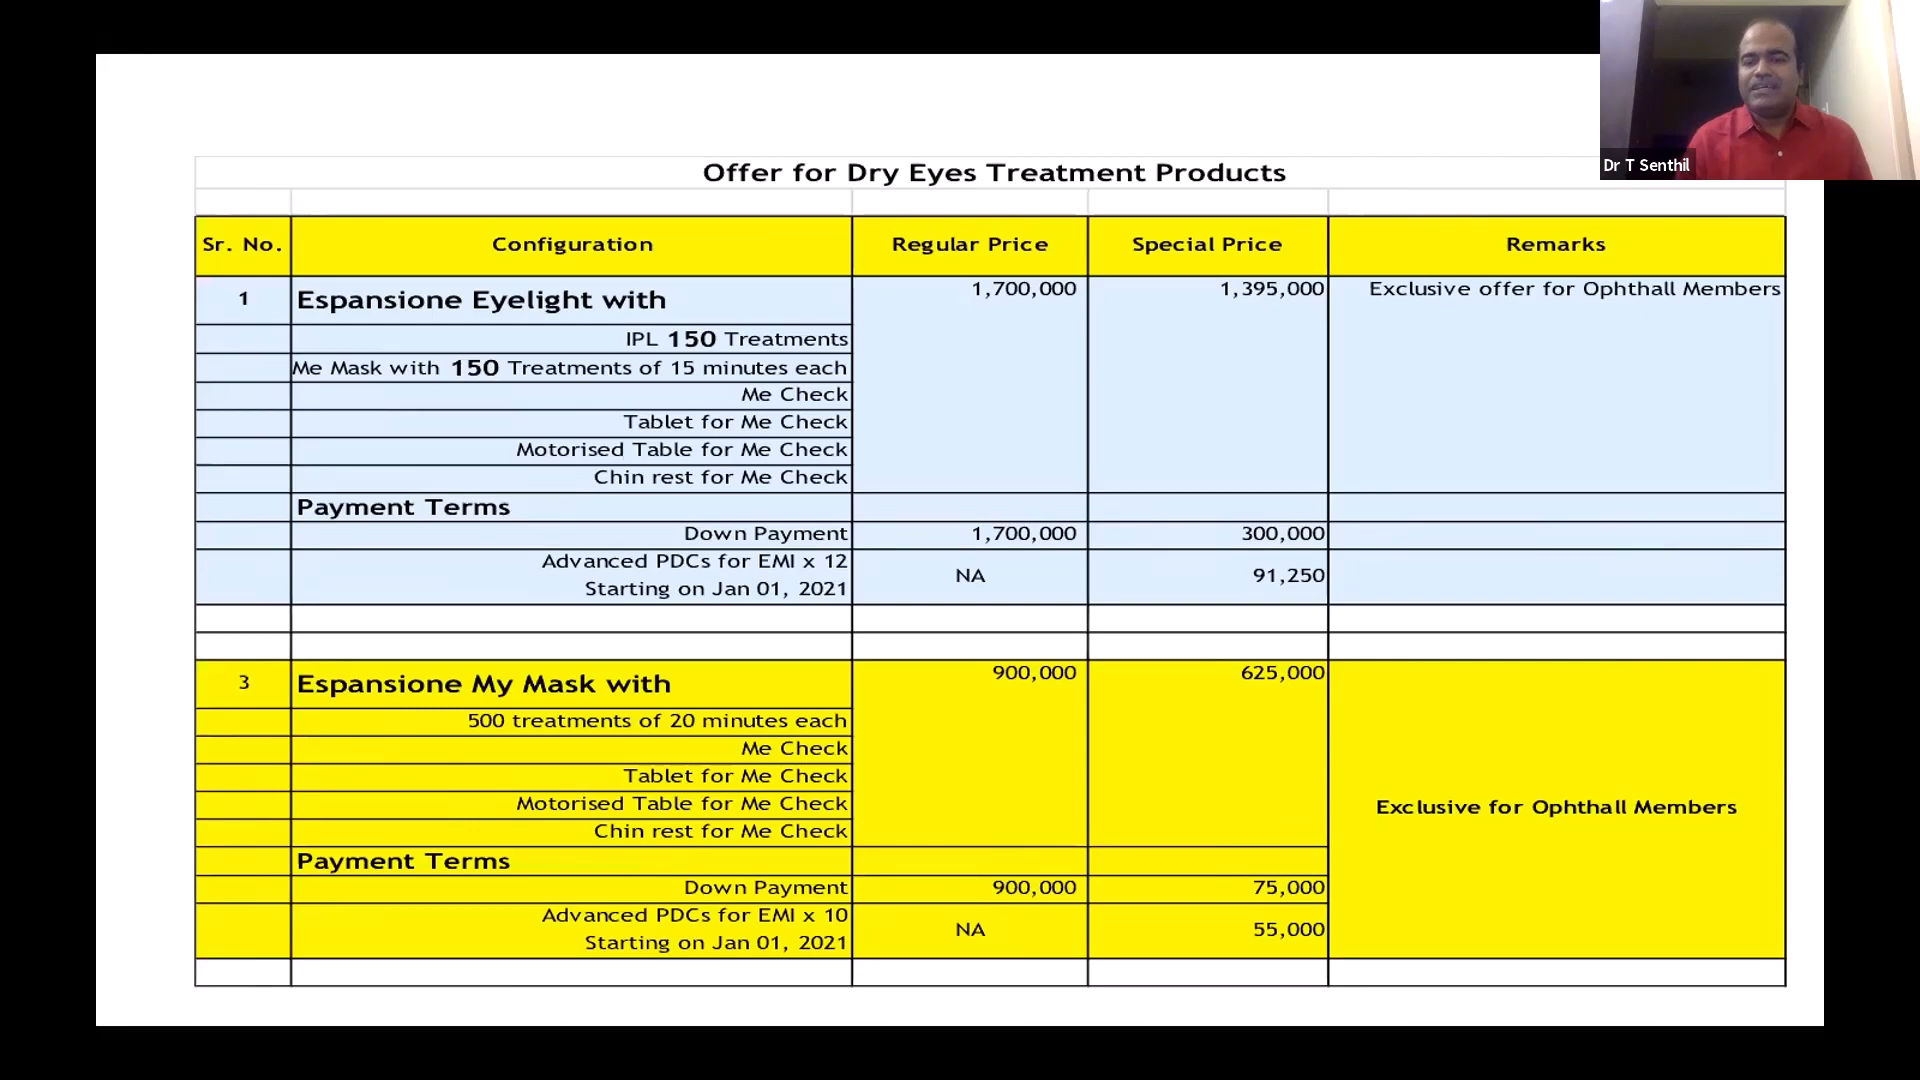 Dr T Senthil
Offer for Dry Eyes Treatment Products
Sr. No. Configuration Regular Price Special Price Remarks
1 Espansione Eyelight with 1,700,000 1,395,000 Exclusive offer for Ophthall Members
IPL 150 Treatments
Me Mask with 150 Treatments of 15 minutes each
Me Check
Tablet for Me Check
Motorised Table for Me Check
Chin rest for Me Check
Payment Terms
Down Payment 1,700,000 300,000
Advanced PDCs for EMI x 12
Starting on Jan 01, 2021 NA 91,250
3 Espansione My Mask with 900,000 625,000
500 treatments of 20 minutes each
Me Check
Tablet for Me Check
Motorised Table for Me Check
Exclusive for Ophthall Members
Chin rest for Me Check
Payment Terms
Down Payment 900,000 75,000
Advanced PDCs for EMI x 10
Starting on Jan 01, 2021 NA 55,000